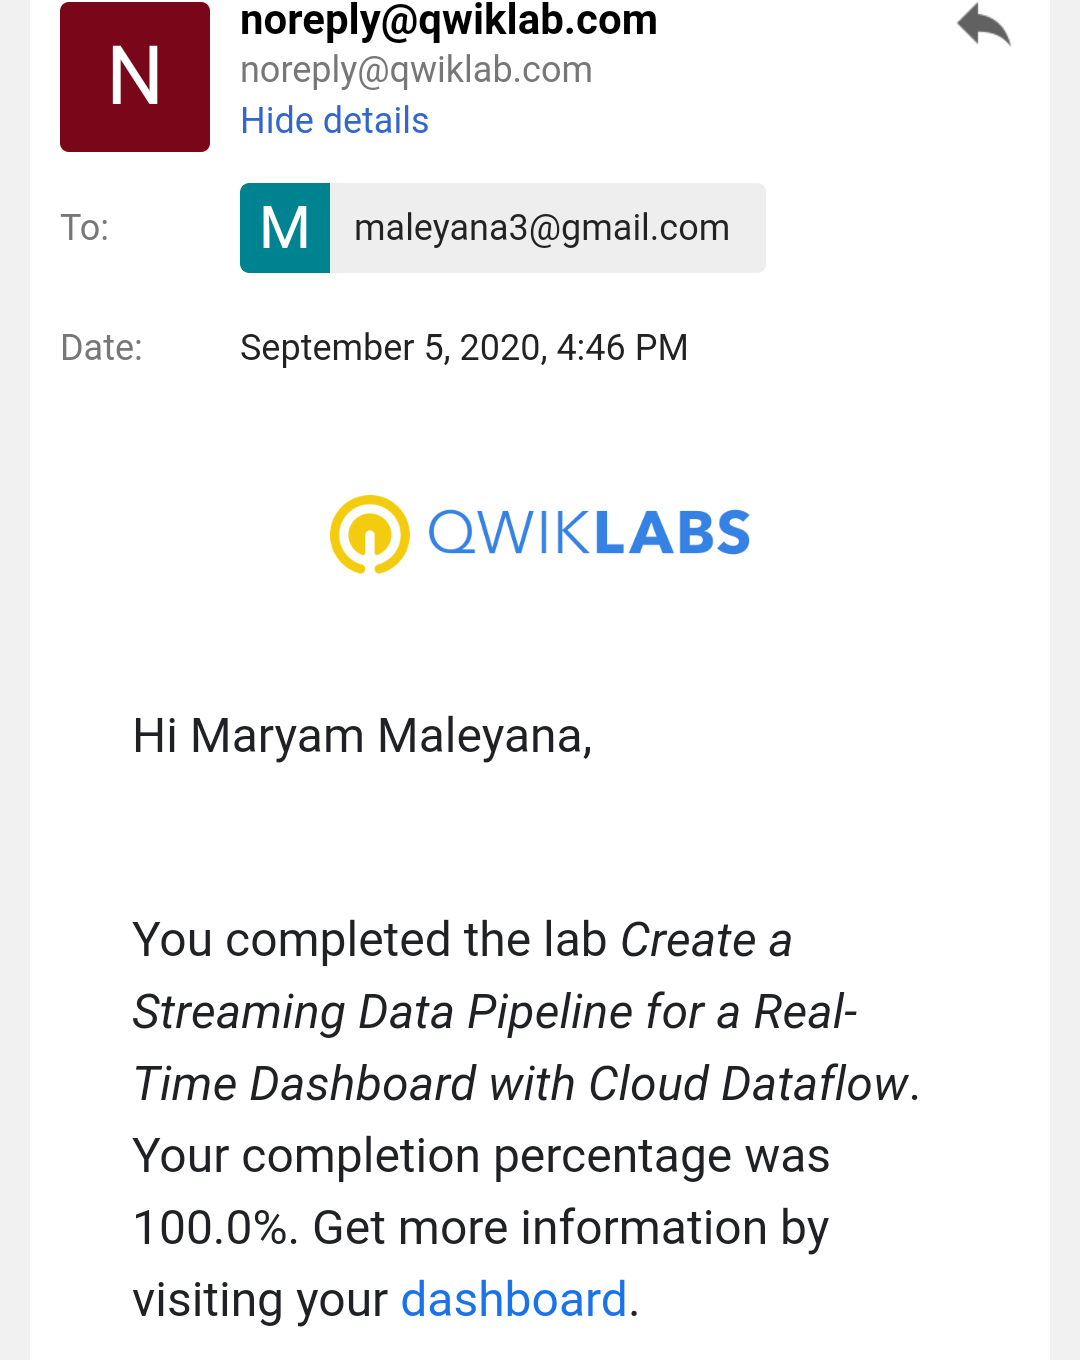 N
noreply@qwiklab.com
noreply@qwiklab.com
Hide details
To:
M maleyana3@gmail.com
Date: September 5, 2020, 4:46 PM
QWIKLABS
Hi Maryam Maleyana,
You completed the lab Create a
Streaming Data Pipeline for a Real-
Time Dashboard with Cloud Dataflow.
Your completion percentage was
100.0%. Get more information by
visiting your dashboard.